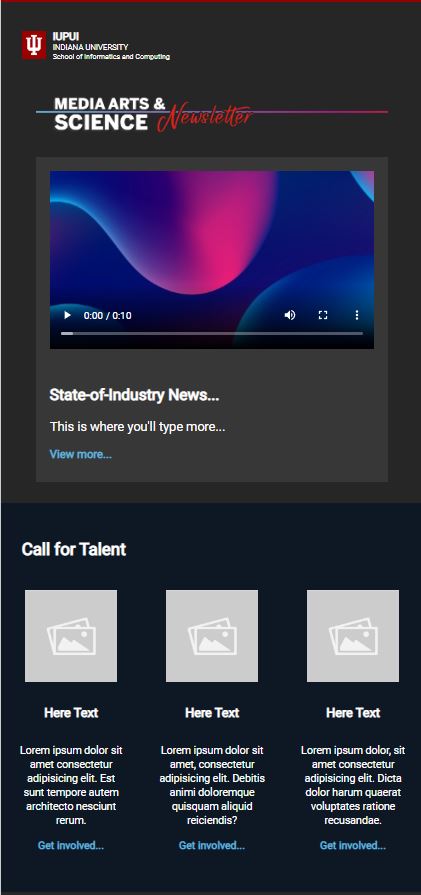 IUPUI
INDIANA UNIVERSITY
School of Informatics and Computing
MEDIA ARTS &
SCIENCE Newsletter
0:00 / 0:10
State-of-Industry News...
This is where you'll type more...
View more...
Call for Talent
Here Text
Lorem ipsum dolor sit
amet consectetur
adipisicing elit. Est
sunt tempore autem
architecto nesciunt
rerum.
Get involved...
Here Text
Lorem ipsum dolor sit
amet, consectetur
adipisicing elit. Debitis
animi doloremque
quisquam aliquid
reiciendis?
Get involved...
Here Text
Lorem ipsum dolor, sit
amet consectetur
adipisicing elit. Dicta
dolor harum quaerat
voluptates ratione
recusandae.
Get involved...